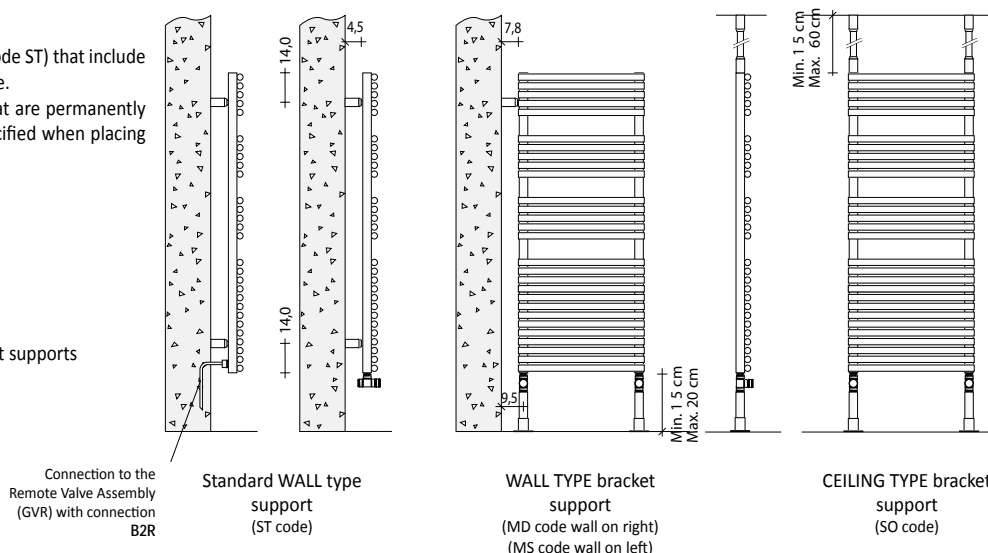 ode ST) that include
e.
at are permanently
cified when placing
t supports
4,5
14,0
14,0
7,8
9,5
Min. 1 5 cm
Max. 20 cm
Min. 1 5 cm
Max. 60 cm
Connection to the
Remote Valve Assembly
(GVR) with connection
B2R
Standard WALL type
support
(ST code)
WALL TYPE bracket
support
(MD code wall on right)
(MS code wall on left)
CEILING TYPE bracket
support
(SO code)